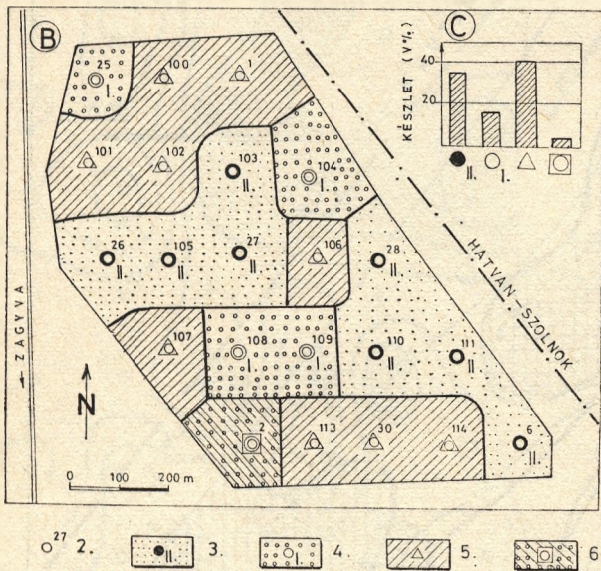 B
C
KÉSZLET (V%)
40
20
II. I.
25 I.
100
1
101
102
103 II.
104 I.
26 II.
105 II.
27 II.
106
28 II.
107
108 I.
109 I.
110 II
111 II
2
113
30
114
6 II.
← ZAGYVA
HATVAN-SZOLNOK
N
0 100 200 m
27 2. II. 3. I. 4. 5. 6